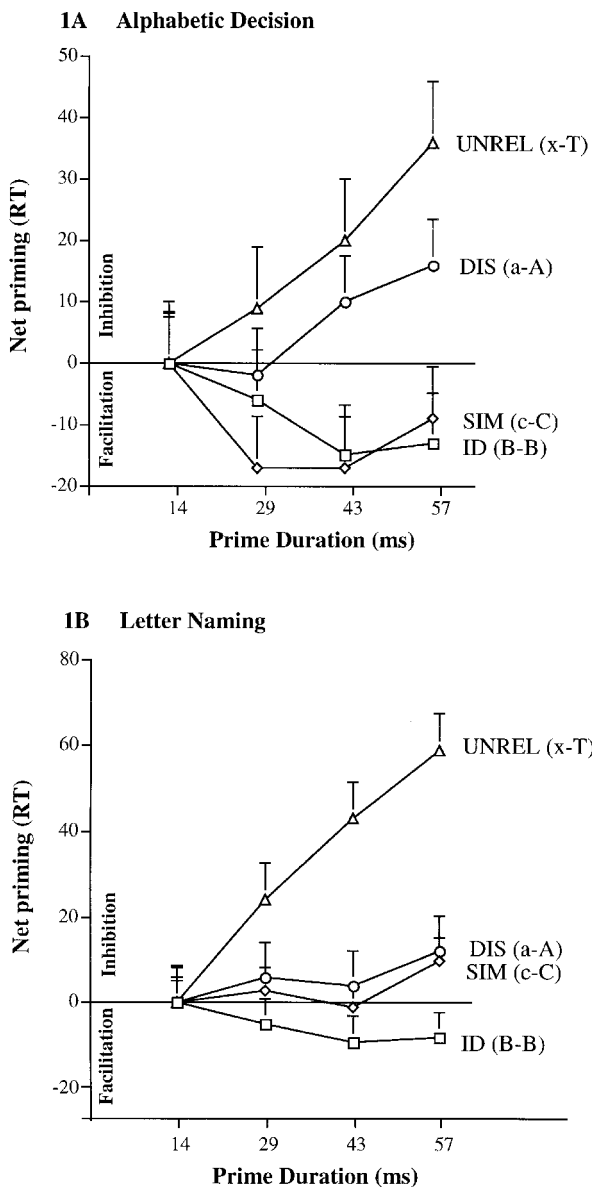 1A Alphabetic Decision
50
40
30
20
10
0
-10
-20
Net priming (RT)
Inhibition
Facilitation
UNREL (x-T)
DIS (a-A)
SIM (c-C)
ID (B-B)
14 29 43 57
Prime Duration (ms)
1B Letter Naming
80
60
40
20
0
-20
Net priming (RT)
Inhibition
Facilitation
UNREL (x-T)
DIS (a-A)
SIM (c-C)
ID (B-B)
14 29 43 57
Prime Duration (ms)